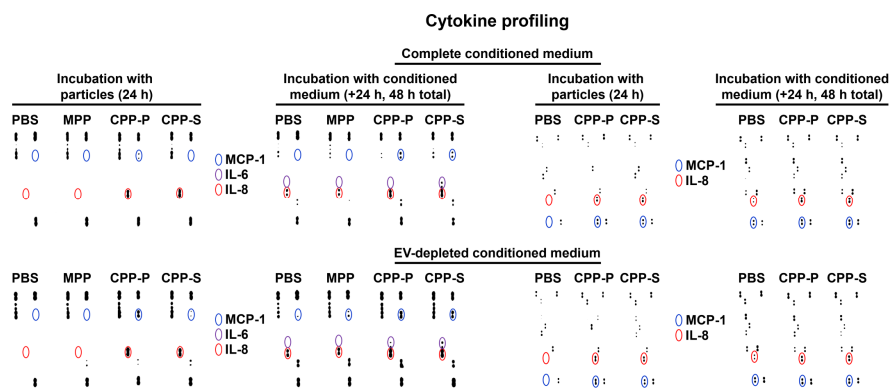 Cytokine profiling
Complete conditioned medium
Incubation with
particles (24 h)
Incubation with conditioned
medium (+24 h, 48 h total)
Incubation with
particles (24 h)
Incubation with conditioned
medium (+24 h, 48 h total)
PBS MPP CPP-P CPP-S
PBS MPP CPP-P CPP-S
PBS CPP-P CPP-S
PBS CPP-P CPP-S
MCP-1
IL-6
IL-8
MCP-1
IL-8
EV-depleted conditioned medium
PBS MPP CPP-P CPP-S
PBS MPP CPP-P CPP-S
PBS CPP-P CPP-S
PBS CPP-P CPP-S
MCP-1
IL-6
IL-8
MCP-1
IL-8